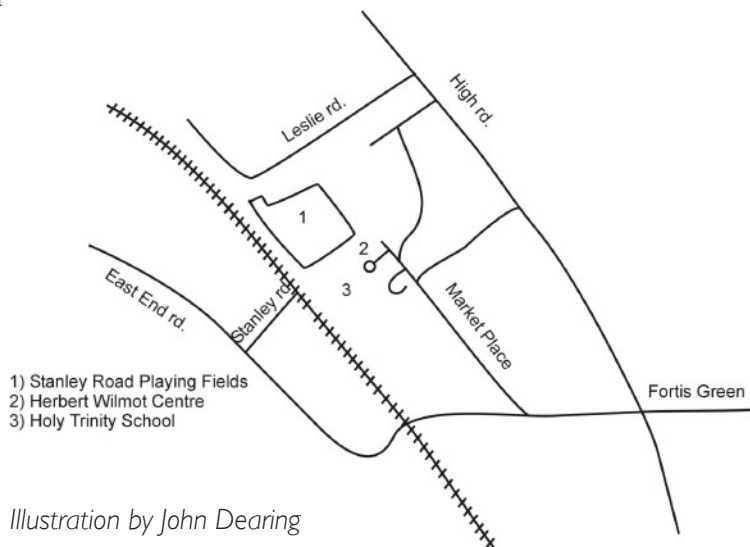 Leslie rd.
High rd.
1
2
3
East End rd.
Stanley rd.
Market Place
Fortis Green
1) Stanley Road Playing Fields
2) Herbert Wilmot Centre
3) Holy Trinity School
Illustration by John Dearing